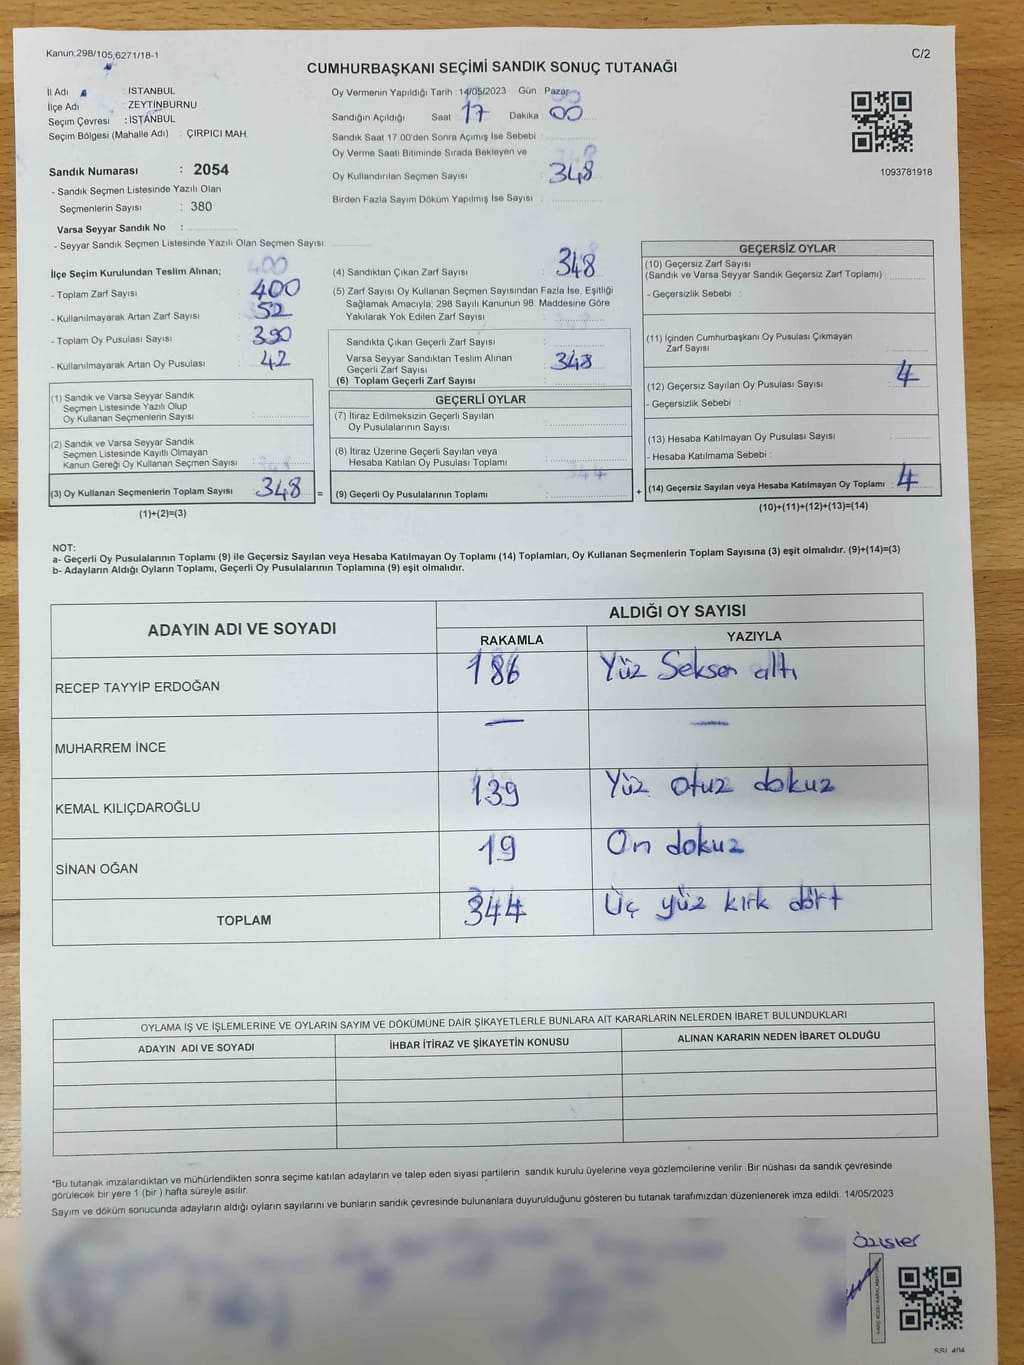 Kanun:298/105,6271/18-1
C/2
CUMHURBAŞKANI SEÇİMİ SANDIK SONUÇ TUTANAĞI
İl Adı : İSTANBUL
İlçe Adı : ZEYTİNBURNU
Seçim Çevresi : İSTANBUL
Seçim Bölgesi (Mahalle Adı) : ÇIRPICI MAH.
Sandık Numarası : 2054
- Sandık Seçmen Listesinde Yazılı Olan
Seçmenlerin Sayısı : 380
Varsa Seyyar Sandık No :
- Seyyar Sandık Seçmen Listesinde Yazılı Olan Seçmen Sayısı:
Oy Vermenin Yapıldığı Tarih : 14/05/2023 Gün : Pazar
Sandığın Açıldığı Saat 17 Dakika : 00
Sandık Saat 17.00'den Sonra Açımış İse Sebebi :
Oy Verme Saati Bitiminde Sırada Bekleyen ve
Oy Kullandırılan Seçmen Sayısı : 348
Birden Fazla Sayım Döküm Yapılmış İse Sayısı :
1093781918
İlçe Seçim Kurulundan Teslim Alınan; 400
- Toplam Zarf Sayısı : 400
- Kullanılmayarak Artan Zarf Sayısı : 52
- Toplam Oy Pusulası Sayısı : 390
- Kullanılmayarak Artan Oy Pusulası : 42
(1) Sandık ve Varsa Seyyar Sandık
Seçmen Listesinde Yazılı Olup
Oy Kullanan Seçmenlerin Sayısı :
(2) Sandık ve Varsa Seyyar Sandık
Seçmen Listesinde Kayıtlı Olmayan
Kanun Gereği Oy Kullanan Seçmen Sayısı :
(3) Oy Kullanan Seçmenlerin Toplam Sayısı 348 =
(1)+(2)=(3)
(4) Sandıktan Çıkan Zarf Sayısı : 348
(5) Zarf Sayısı Oy Kullanan Seçmen Sayısından Fazla İse, Eşitliği
Sağlamak Amacıyla; 298 Sayılı Kanunun 98. Maddesine Göre
Yakılarak Yok Edilen Zarf Sayısı :
Sandıkta Çıkan Geçerli Zarf Sayısı :
Varsa Seyyar Sandıktan Teslim Alınan
Geçerli Zarf Sayısı : 348
(6) Toplam Geçerli Zarf Sayısı :
GEÇERLİ OYLAR
(7) İtiraz Edilmeksizin Geçerli Sayılan
Oy Pusulalarının Sayısı :
(8) İtiraz Üzerine Geçerli Sayılan veya
Hesaba Katılan Oy Pusulası Toplamı :
344
(9) Geçerli Oy Pusulalarının Toplamı : +
GEÇERSİZ OYLAR
(10) Geçersiz Zarf Sayısı
(Sandık ve Varsa Seyyar Sandık Geçersiz Zarf Toplamı) :
- Geçersizlik Sebebi :
(11) İçinden Cumhurbaşkanı Oy Pusulası Çıkmayan
Zarf Sayısı :
(12) Geçersiz Sayılan Oy Pusulası Sayısı : 4
- Geçersizlik Sebebi :
(13) Hesaba Katılmayan Oy Pusulası Sayısı :
- Hesaba Katılmama Sebebi :
(14) Geçersiz Sayılan veya Hesaba Katılmayan Oy Toplamı : 4
(10)+(11)+(12)+(13)=(14)
NOT:
a- Geçerli Oy Pusulalarının Toplamı (9) ile Geçersiz Sayılan veya Hesaba Katılmayan Oy Toplamı (14) Toplamları, Oy Kullanan Seçmenlerin Toplam Sayısına (3) eşit olmalıdır. (9)+(14)=(3)
b- Adayların Aldığı Oyların Toplamı, Geçerli Oy Pusulalarının Toplamına (9) eşit olmalıdır.
ADAYIN ADI VE SOYADI ALDIĞI OY SAYISI
RAKAMLA YAZIYLA
RECEP TAYYİP ERDOĞAN 186 Yüz Seksen altı
MUHARREM İNCE — —
KEMAL KILIÇDAROĞLU 139 Yüz otuz dokuz
SİNAN OĞAN 19 On dokuz
TOPLAM 344 Üç yüz kırk dört
OYLAMA İŞ VE İŞLEMLERİNE VE OYLARIN SAYIM VE DÖKÜMÜNE DAİR ŞİKAYETLERLE BUNLARA AİT KARARLARIN NELERDEN İBARET BULUNDUKLARI
ADAYIN ADI VE SOYADI İHBAR İTİRAZ VE ŞİKAYETİN KONUSU ALINAN KARARIN NEDEN İBARET OLDUĞU
*Bu tutanak imzalandıktan ve mühürlendikten sonra seçime katılan adayların ve talep eden siyasi partilerin sandık kurulu üyelerine veya gözlemcilerine verilir .Bir nüshası da sandık çevresinde
görülecek bir yere 1 (bir ) hafta süreyle asılır.
Sayım ve döküm sonucunda adayların aldığı oyların sayılarını ve bunların sandık çevresinde bulunanlara duyurulduğunu gösteren bu tutanak tarafımızdan düzenlenerek imza edildi. 14/05/2023